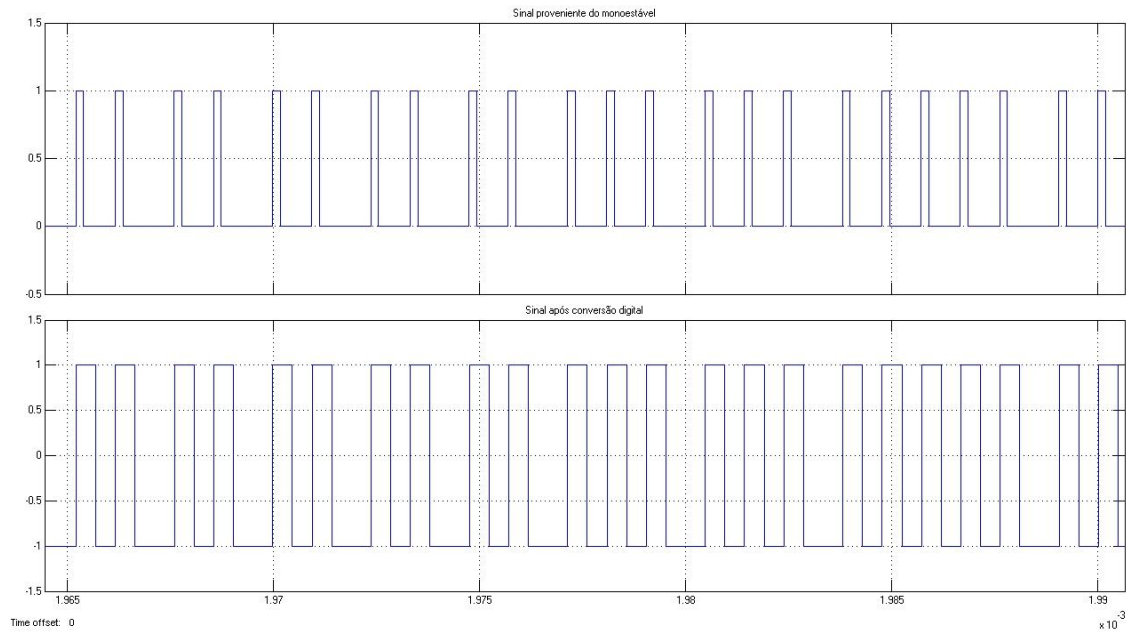 Sinal proveniente do monoestável
1.5
1
0.5
0
-0.5
Sinal após conversão digital
1.5
1
0.5
0
-0.5
-1
-1.5
1.965 1.97 1.975 1.98 1.985 1.99
x 10-3
Time offset: 0